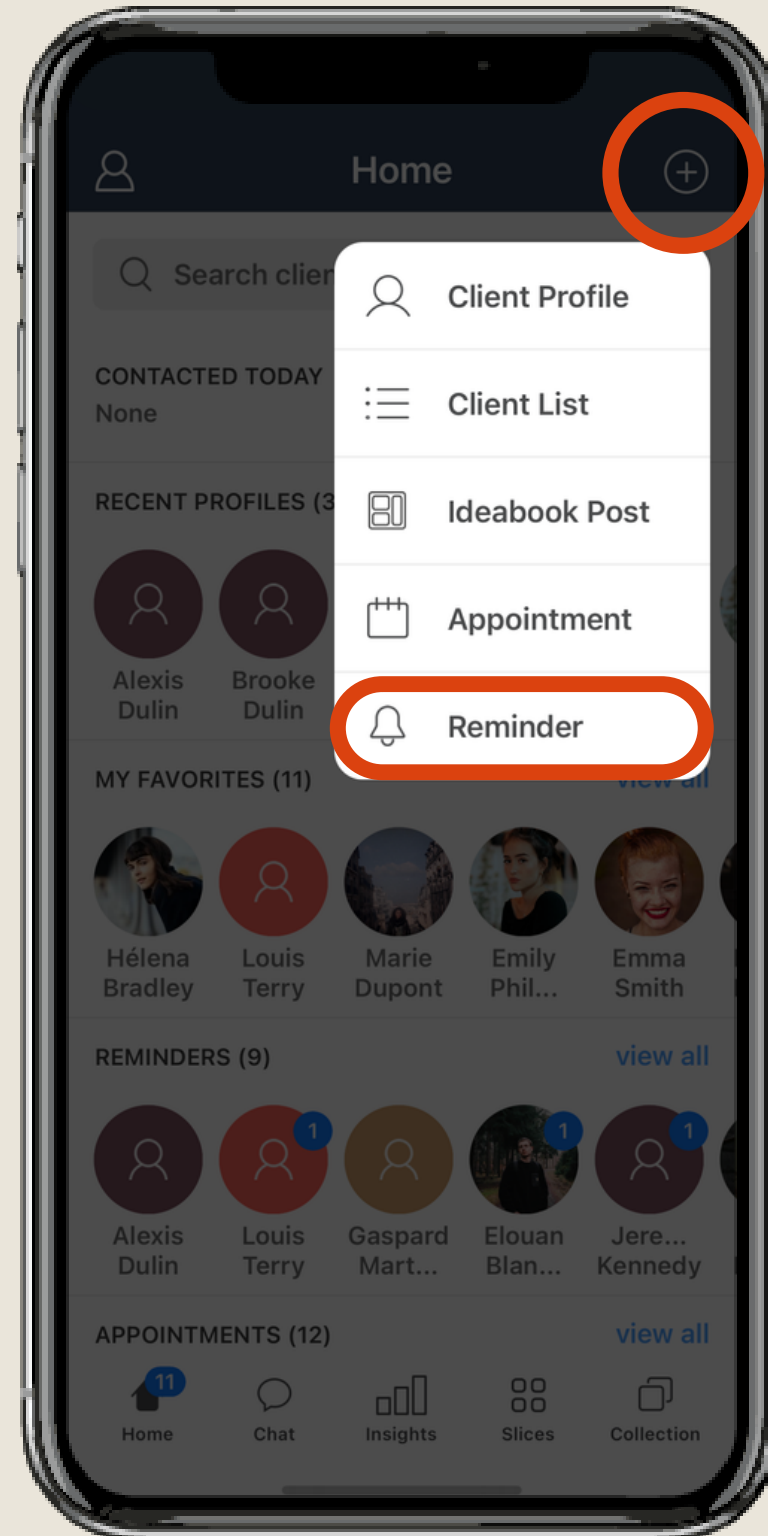 Home
Search clien
Client Profile
Client List
Ideabook Post
Appointment
Reminder
CONTACTED TODAY
None
RECENT PROFILES (3
Alexis
Dulin
Brooke
Dulin
MY FAVORITES (11)
view all
Hélena
Bradley
Louis
Terry
Marie
Dupont
Emily
Phil...
Emma
Smith
REMINDERS (9)
view all
1
1
1
Alexis
Dulin
Louis
Terry
Gaspard
Mart...
Elouan
Blan...
Jere...
Kennedy
APPOINTMENTS (12)
view all
11
Home
Chat
Insights
Slices
Collection